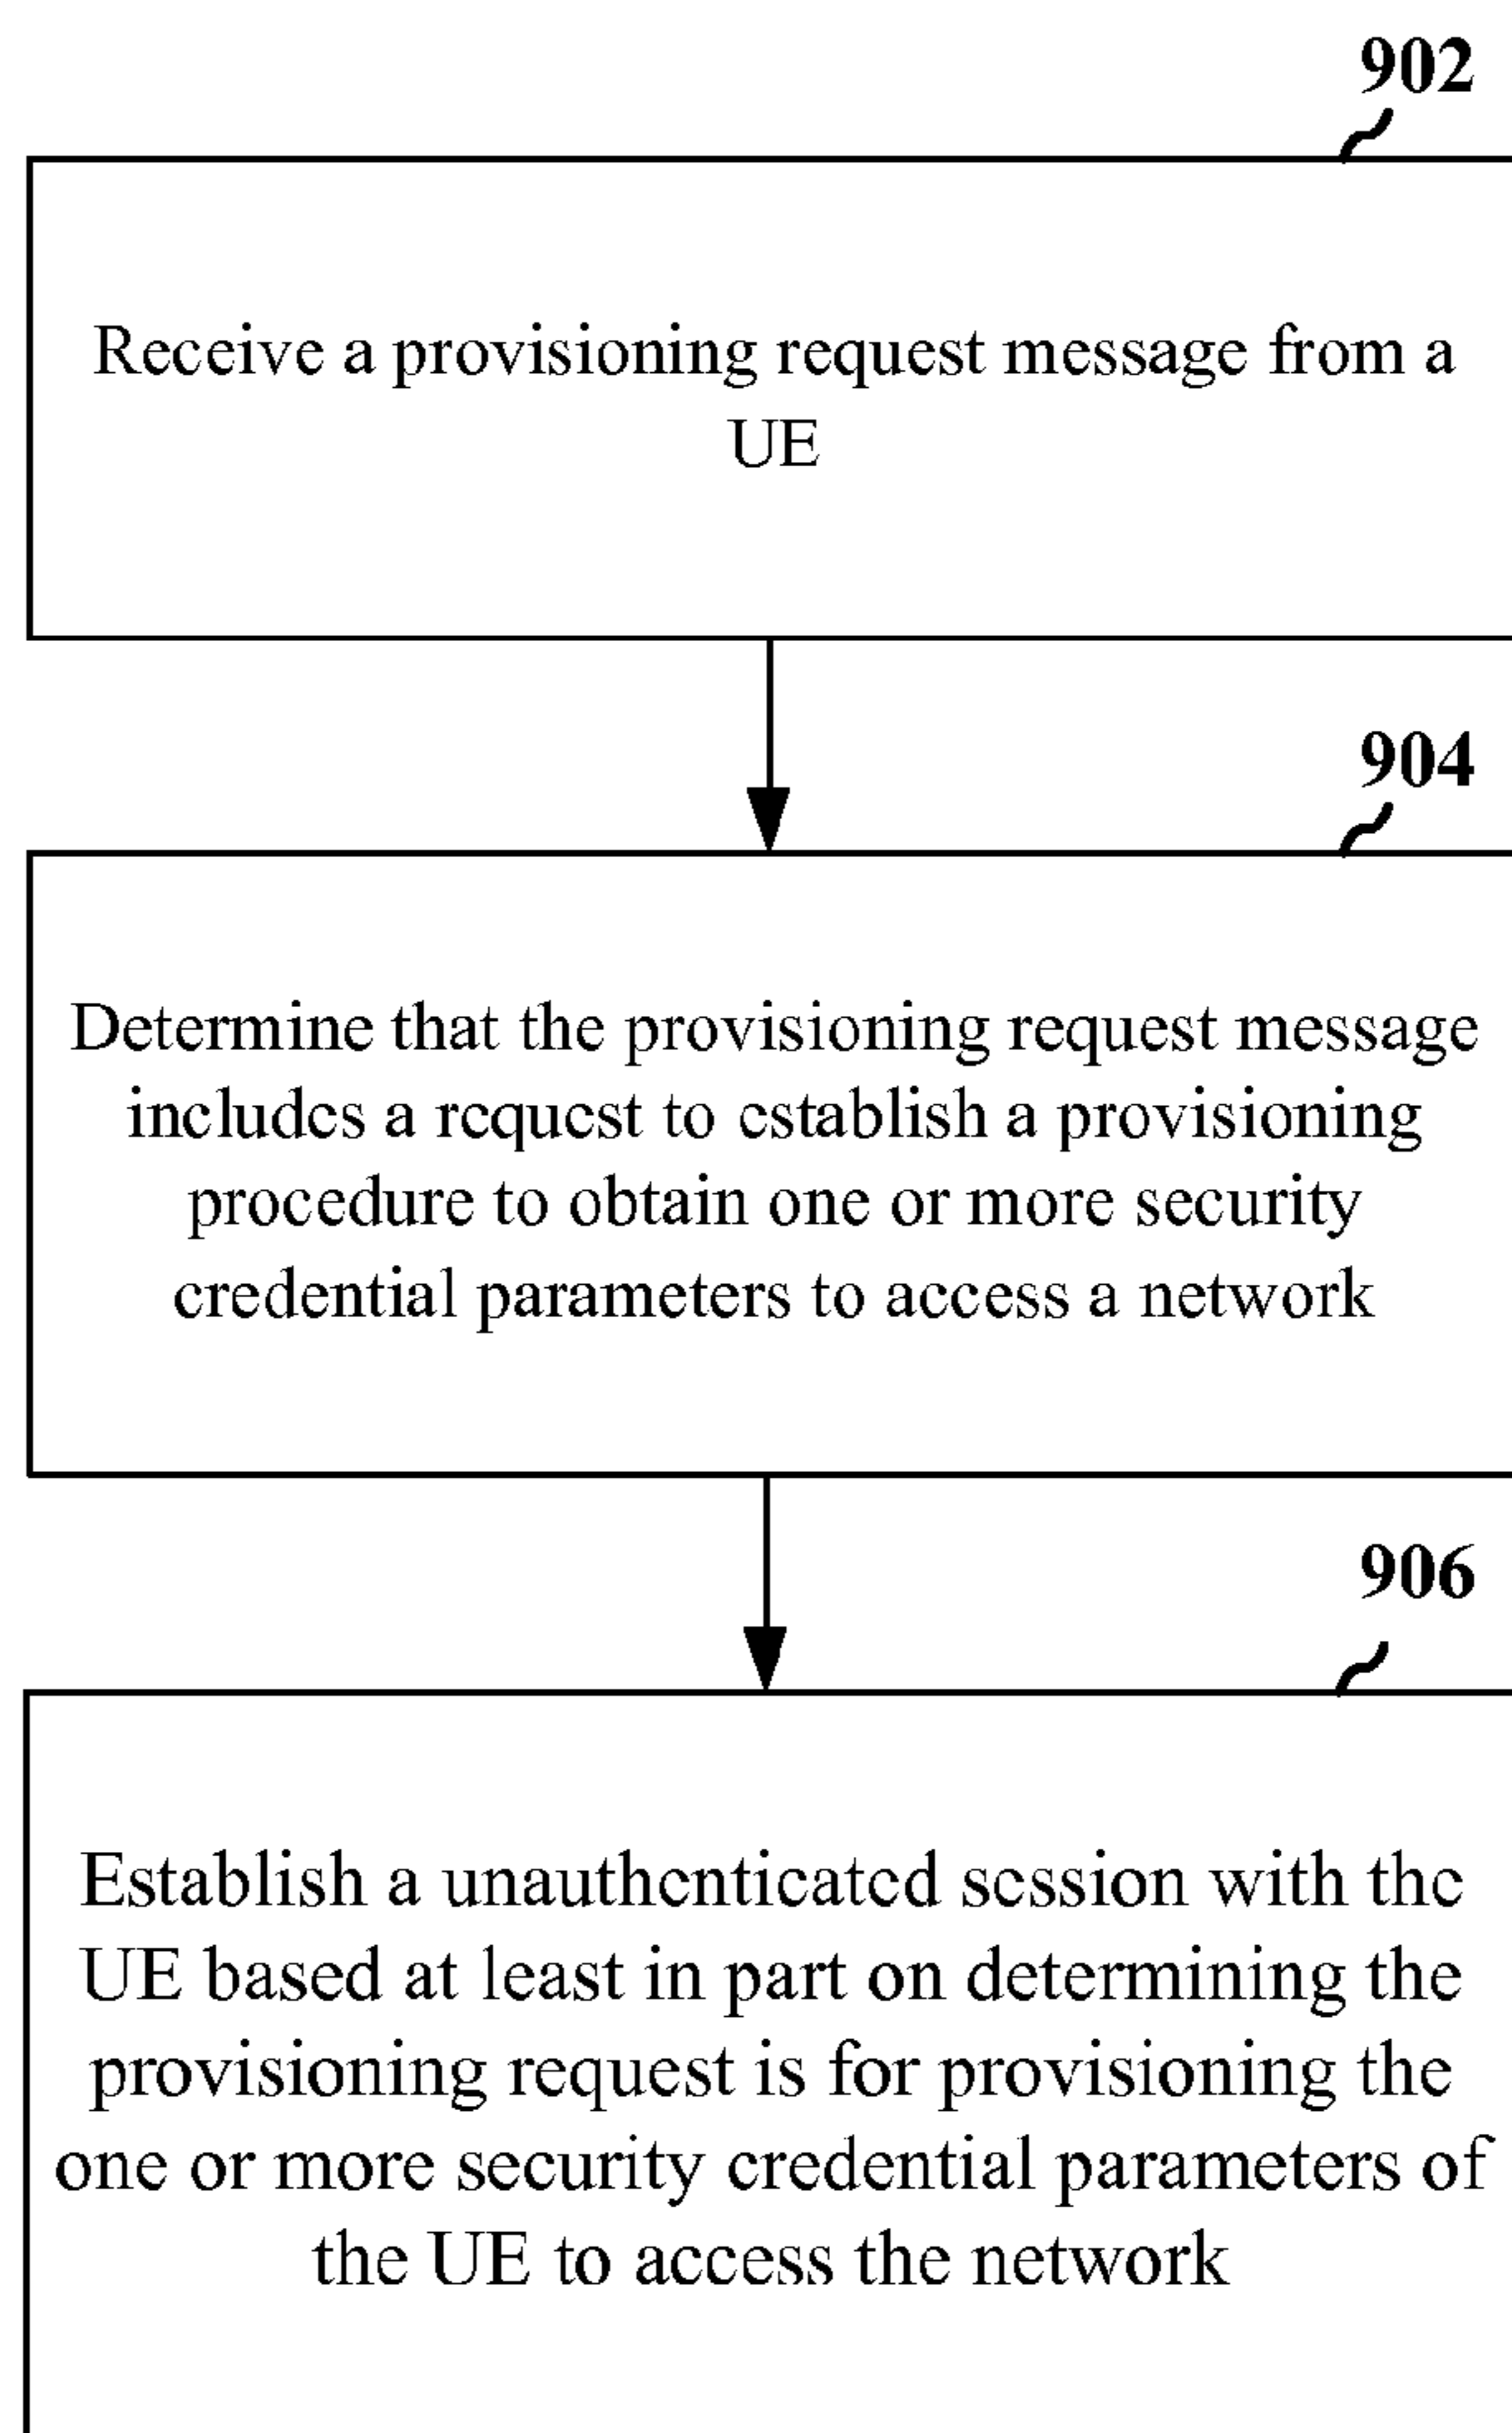 902
Receive a provisioning request message from a
UE
904
Determine that the provisioning request message
includes a request to establish a provisioning
procedure to obtain one or more security
credential parameters to access a network
906
Establish a unauthenticated session with the
UE based at least in part on determining the
provisioning request is for provisioning the
one or more security credential parameters of
the UE to access the network